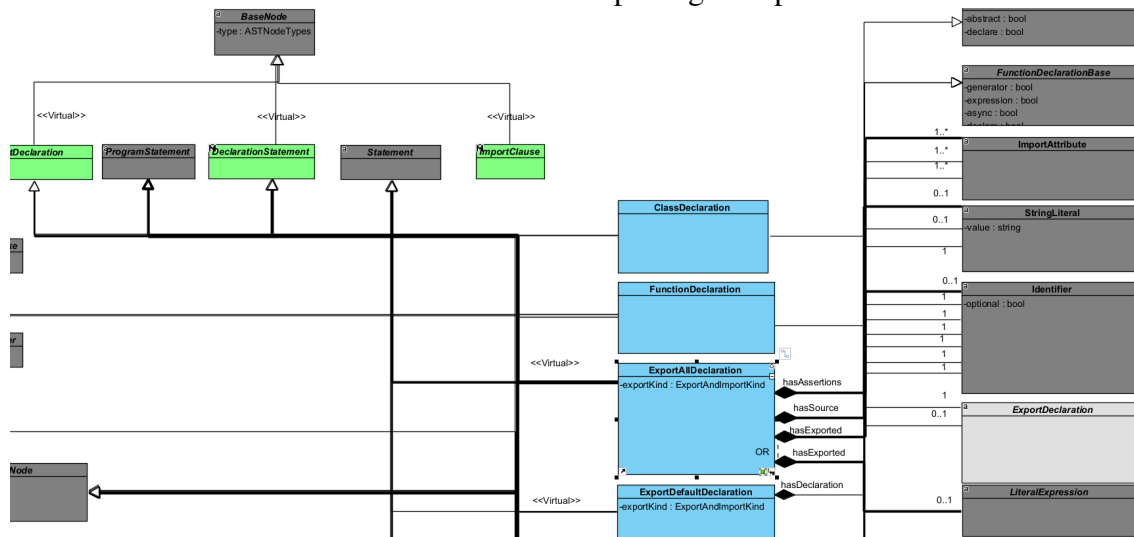 BaseNode
-type : ASTNodeTypes
-abstract : bool
-declare : bool
FunctionDeclarationBase
-generator : bool
-expression : bool
-async : bool
<<Virtual>>
<<Virtual>>
<<Virtual>>
tDeclaration
ProgramStatement
DeclarationStatement
Statement
ImportClause
1..*
ImportAttribute
1..*
1..*
0..1
ClassDeclaration
StringLiteral
-value : string
0..1
1
FunctionDeclaration
0..1
Identifier
-optional : bool
1
1
1
1
1
1
<<Virtual>>
ExportAllDeclaration
-exportKind : ExportAndImportKind
hasAssertions
hasSource
hasExported
OR
hasExported
1
0..1
ExportDeclaration
Node
<<Virtual>>
ExportDefaultDeclaration
-exportKind : ExportAndImportKind
hasDeclaration
0..1
LiteralExpression